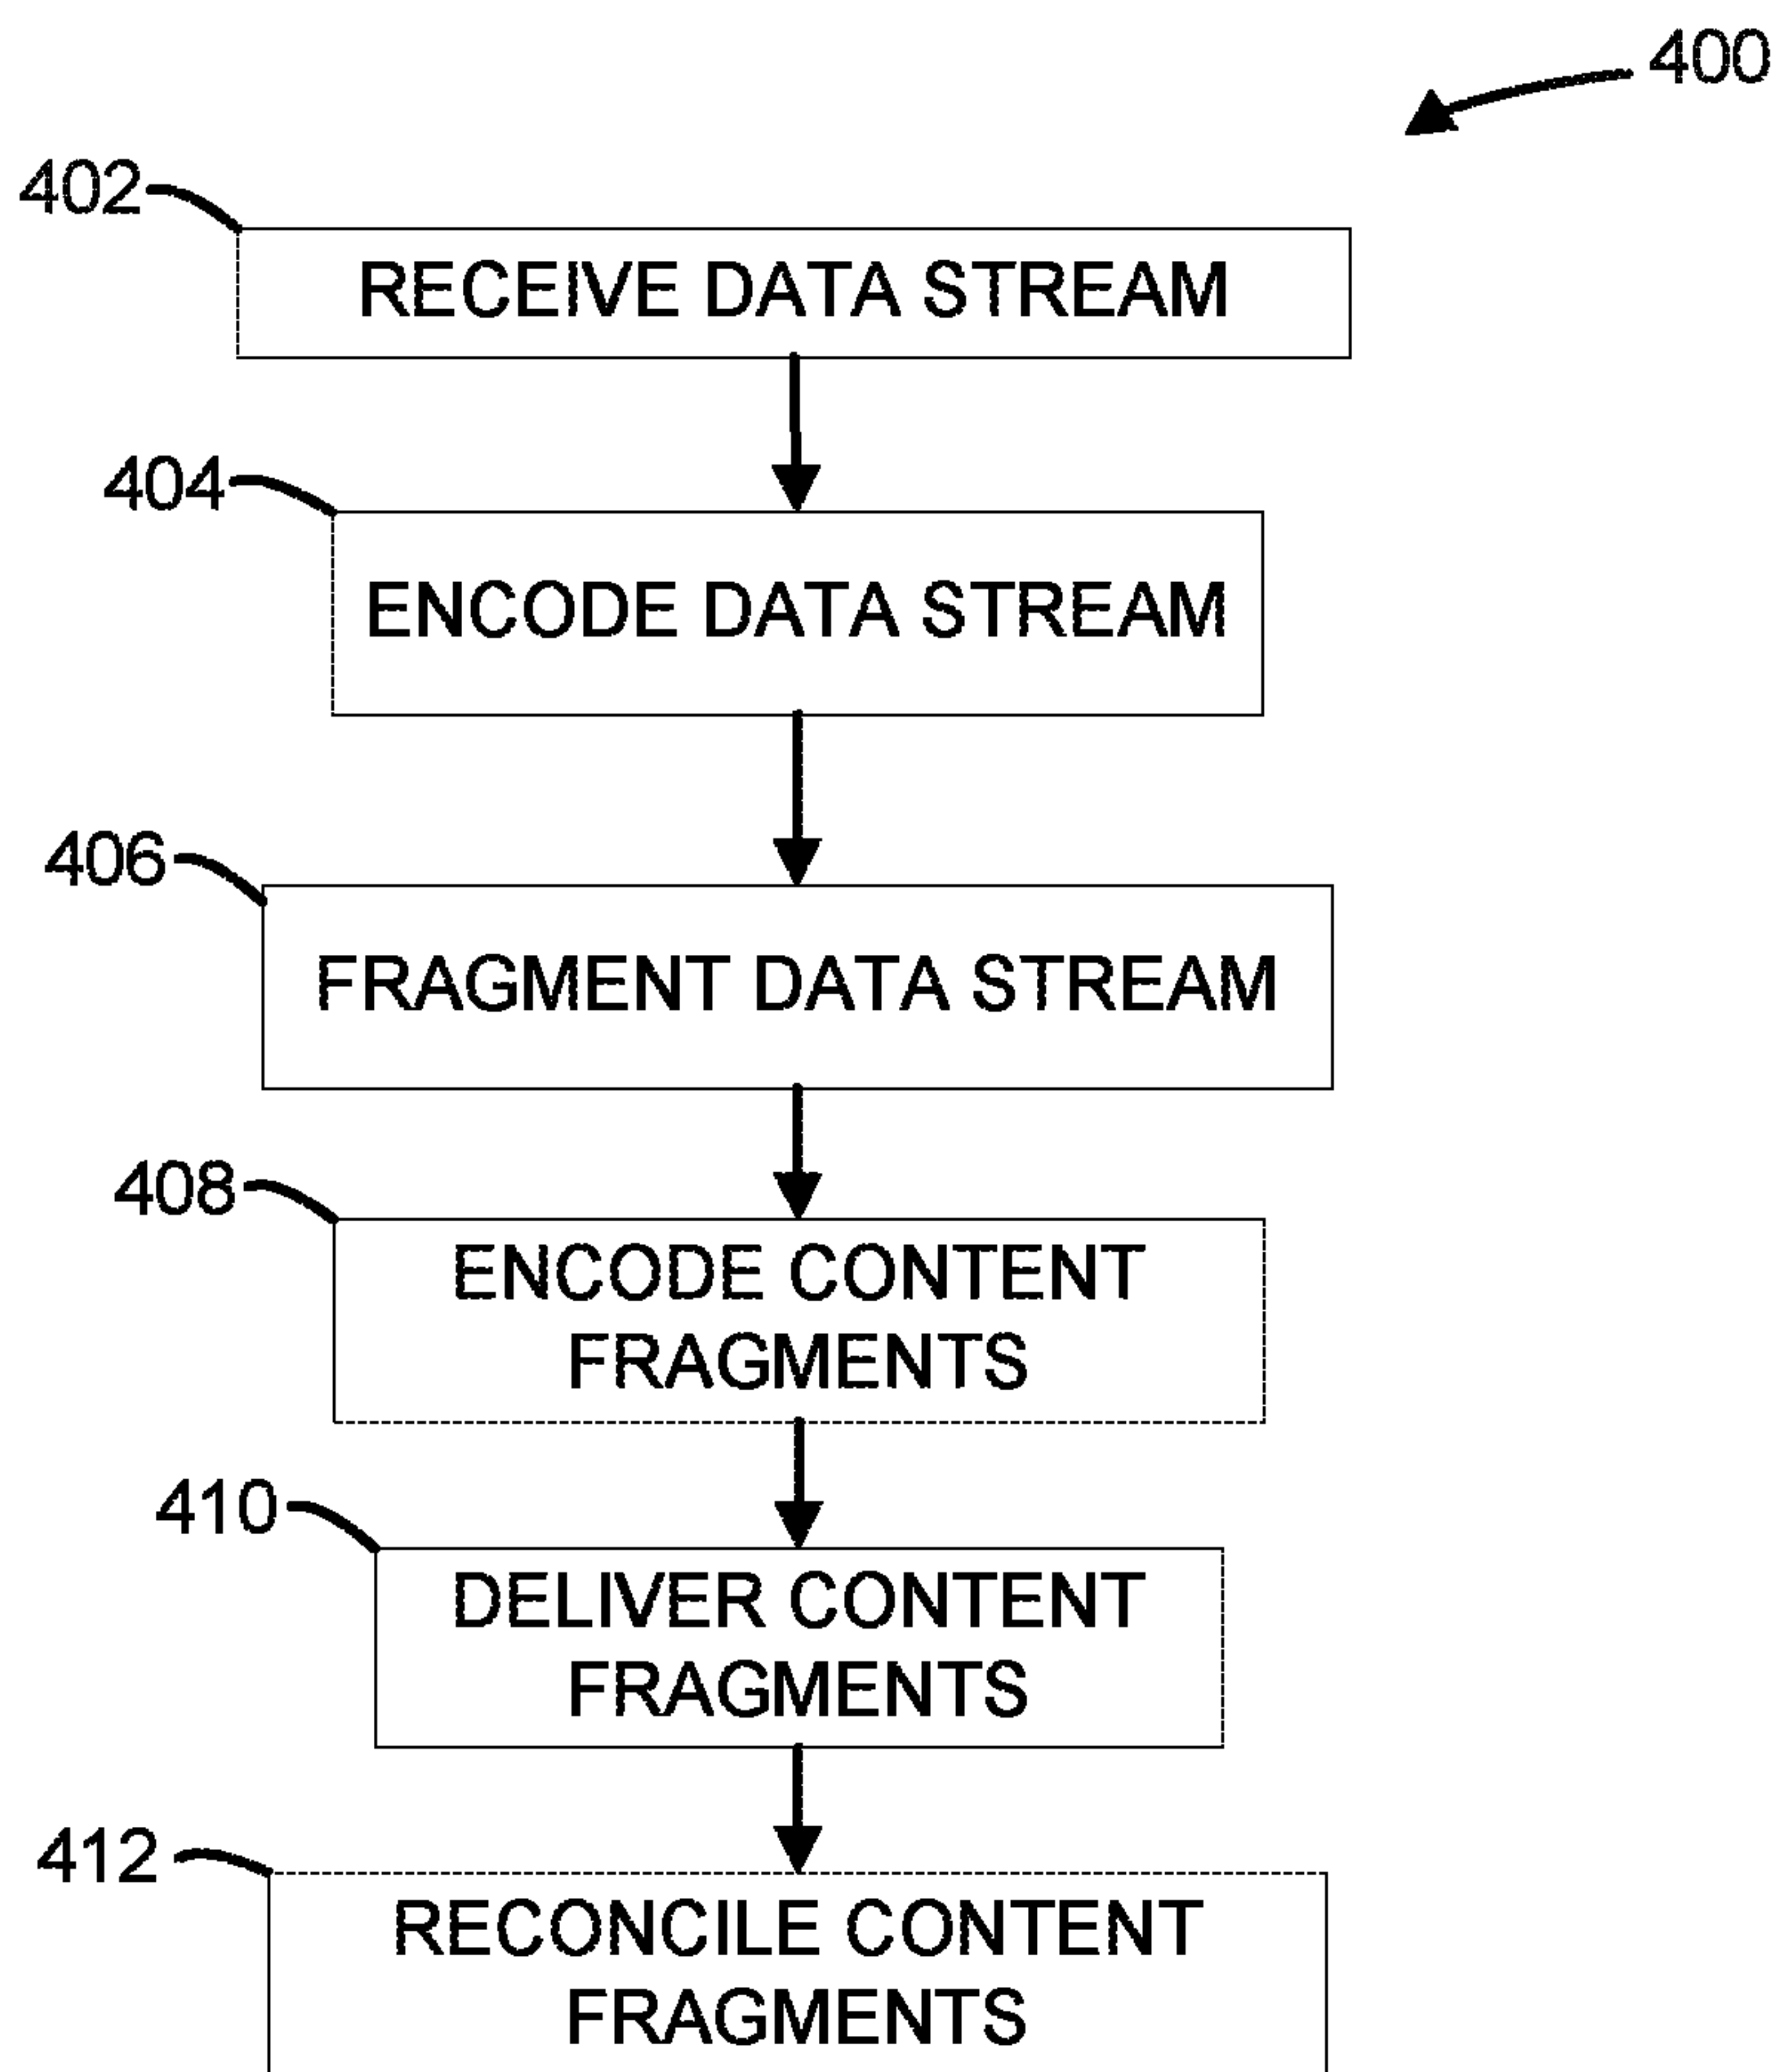 400
402
RECEIVE DATA STREAM
404
ENCODE DATA STREAM
406
FRAGMENT DATA STREAM
408
ENCODE CONTENT
FRAGMENTS
410
DELIVER CONTENT
FRAGMENTS
412
RECONCILE CONTENT
FRAGMENTS